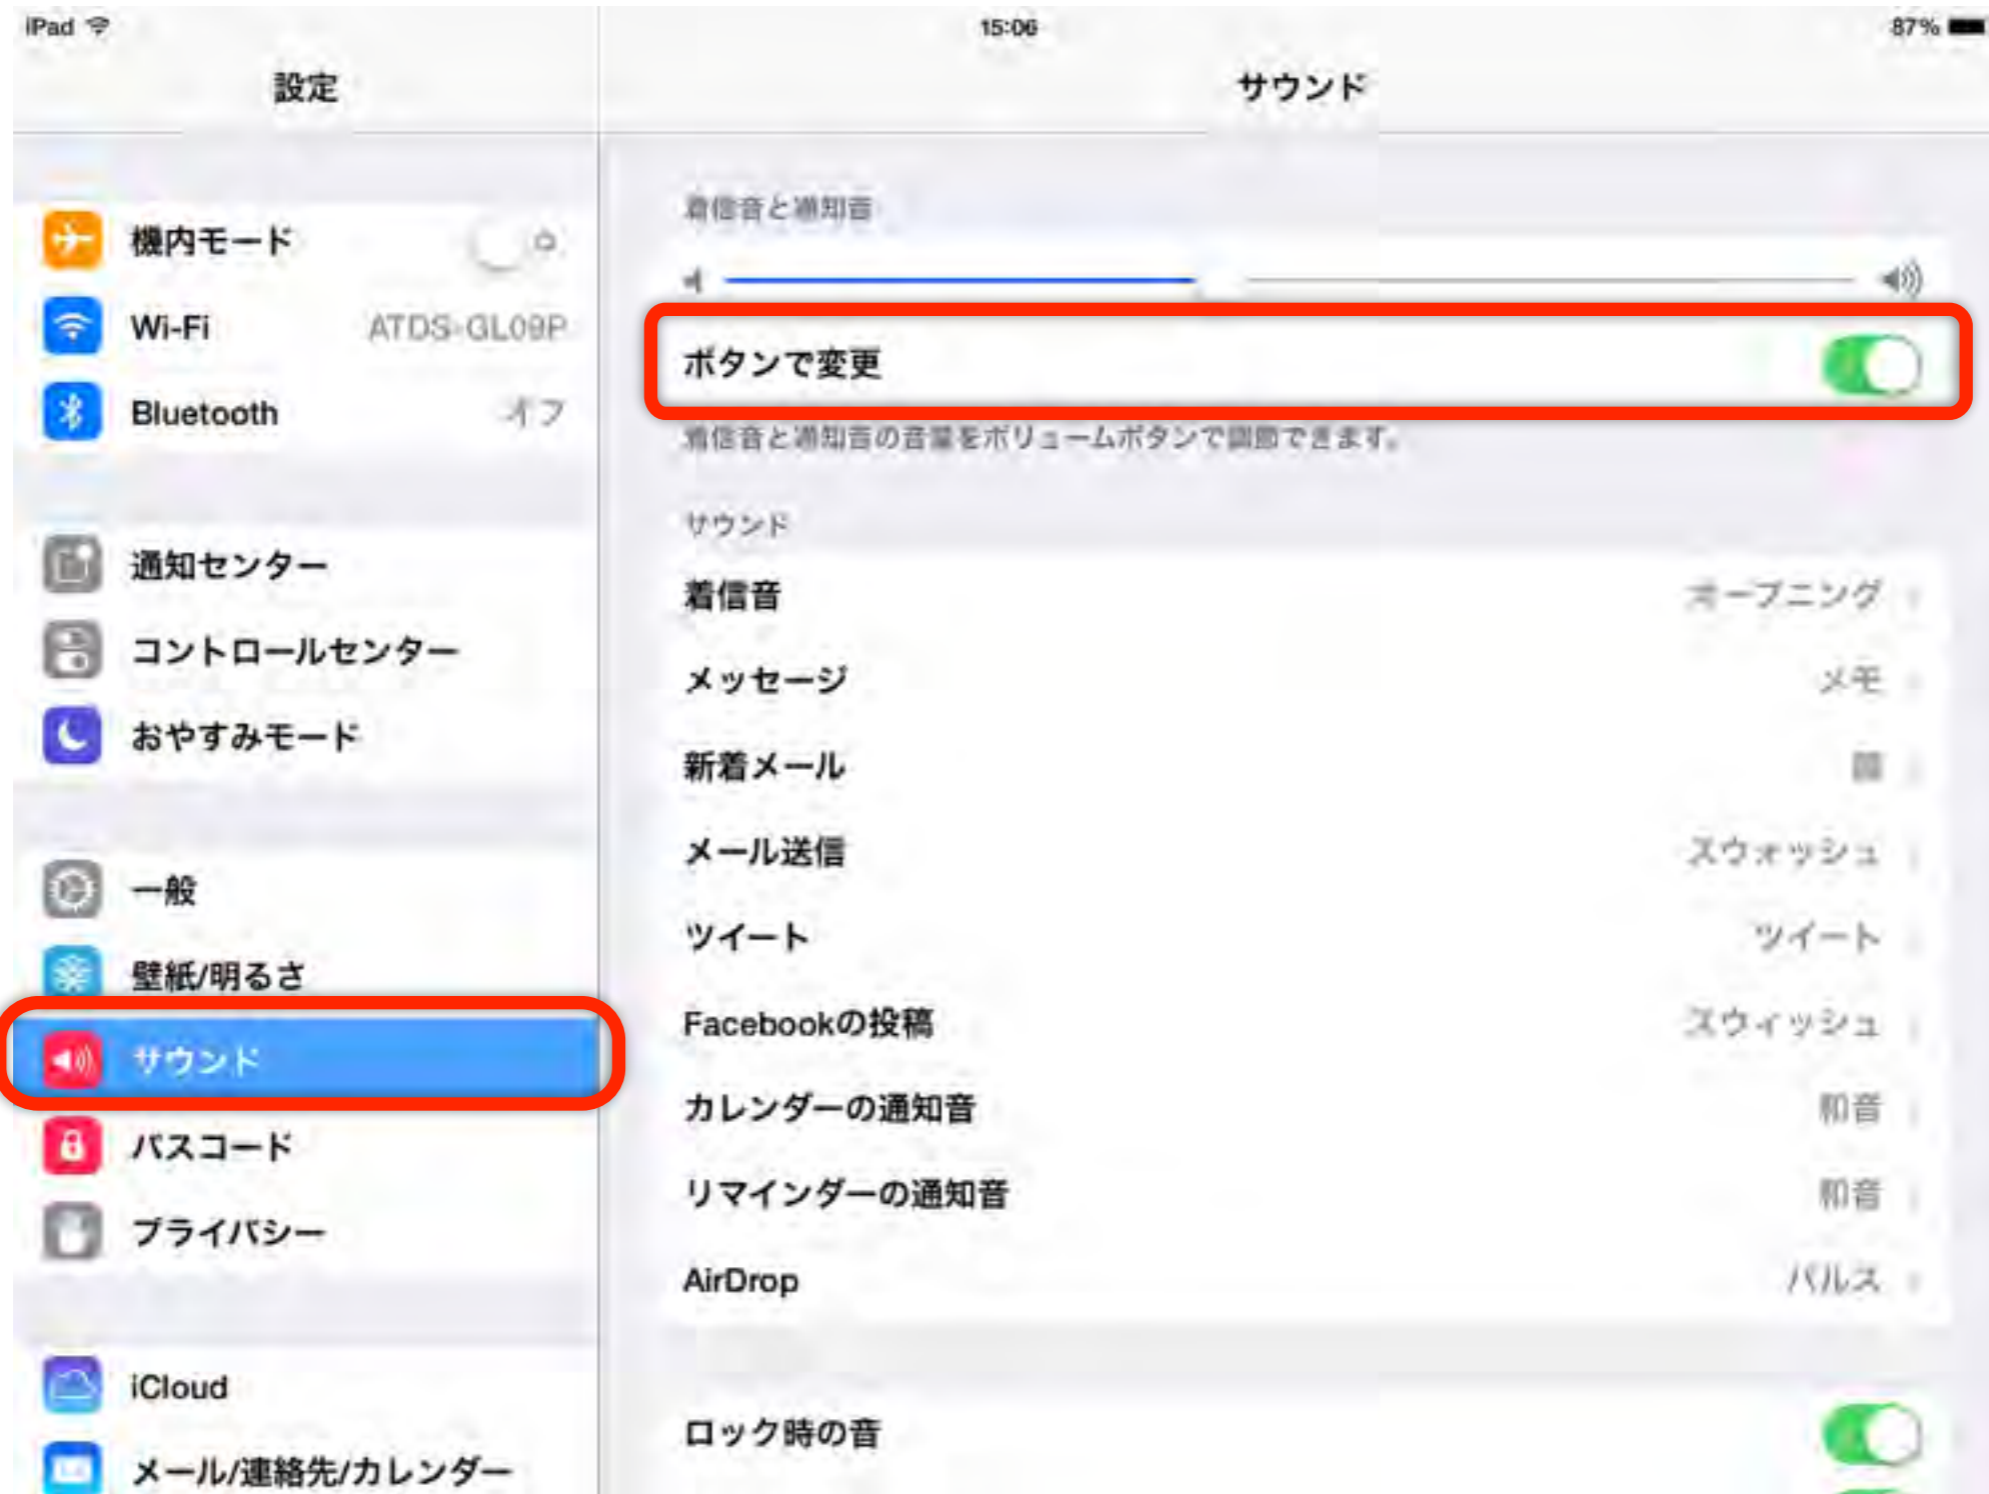 iPad
15:06
87%
設定
サウンド
機内モード
Wi-Fi
ATDS-GL09P
Bluetooth
オフ
通知センター
コントロールセンター
おやすみモード
一般
壁紙/明るさ
サウンド
パスコード
プライバシー
iCloud
メール/連絡先/カレンダー
着信音と通知音
ボタンで変更
着信音と通知音の音量をボリュームボタンで調節できます。
サウンド
着信音
オープニング
メッセージ
メモ
新着メール
メール送信
スウォッシュ
ツイート
ツイート
Facebookの投稿
スウィッシュ
カレンダーの通知音
和音
リマインダーの通知音
和音
AirDrop
パルス
ロック時の音